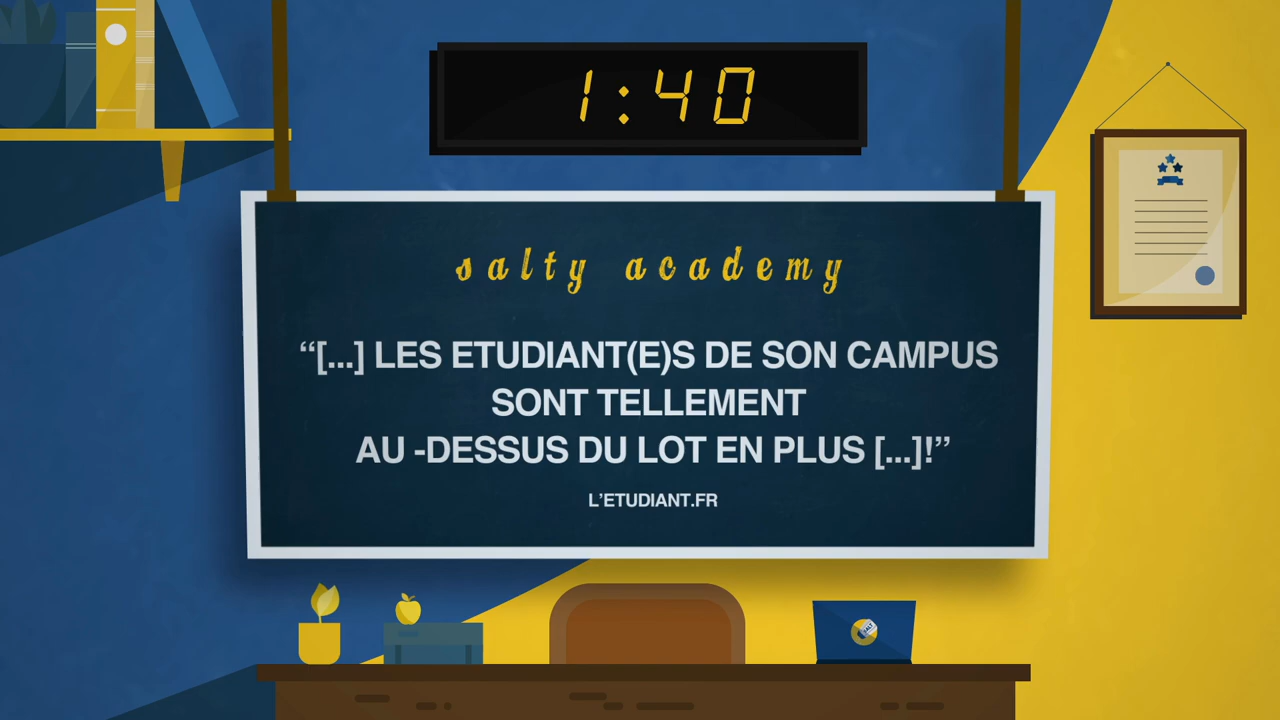 1:40
salty academy
“[...] LES ETUDIANT(E)S DE SON CAMPUS
SONT TELLEMENT
AU -DESSUS DU LOT EN PLUS [...]!”
L’ETUDIANT.FR